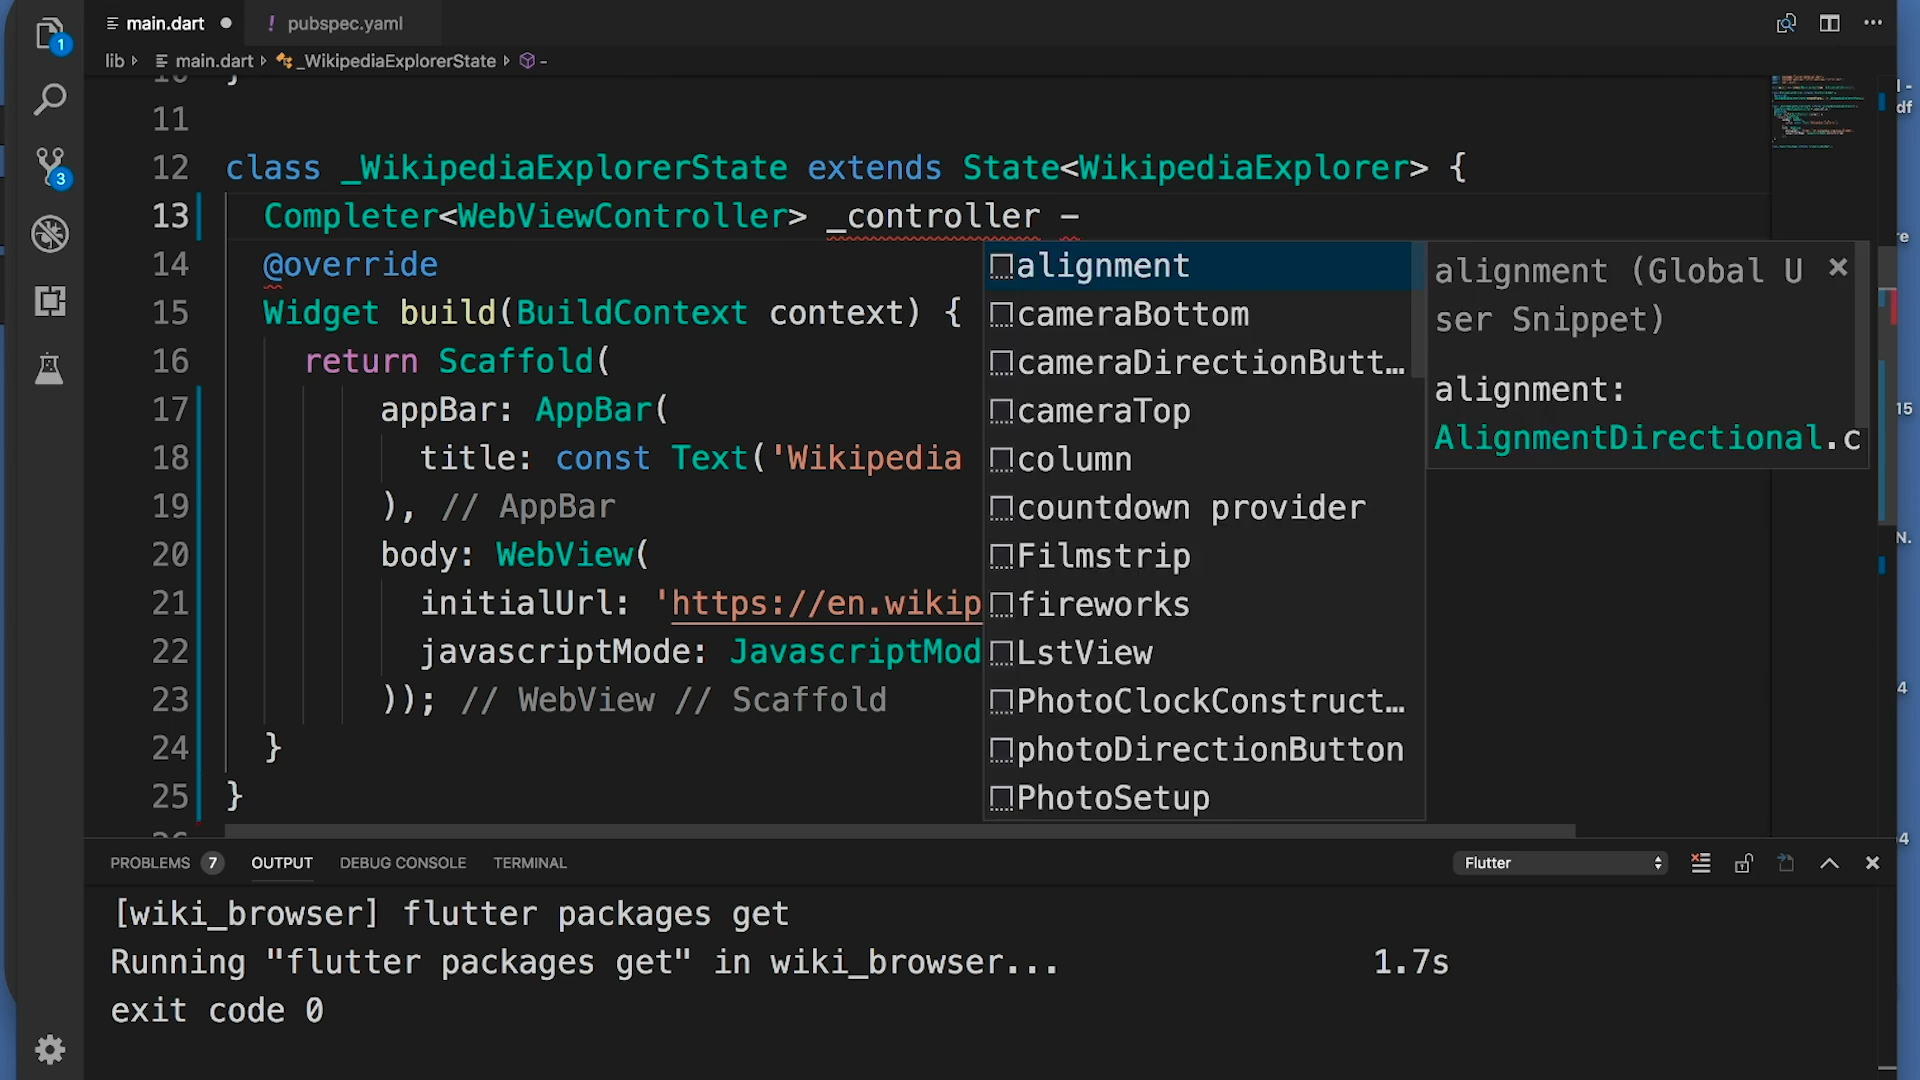 main.dart
! pubspec.yaml
lib main.dart _WikipediaExplorerState -
1
3
11
12 class _WikipediaExplorerState extends State<WikipediaExplorer> {
13 Completer<WebViewController> _controller -
14 @override
15 Widget build(BuildContext context) {
16 return Scaffold(
17 appBar: AppBar(
18 title: const Text('Wikipedia
19 ), // AppBar
20 body: WebView(
21 initialUrl: 'https://en.wikip
22 javascriptMode: JavascriptMod
23 )); // WebView // Scaffold
24 }
25 }
alignment
cameraBottom
cameraDirectionButt…
cameraTop
column
countdown provider
Filmstrip
fireworks
LstView
PhotoClockConstruct…
photoDirectionButton
PhotoSetup
alignment (Global U
ser Snippet)
alignment:
AlignmentDirectional.c
PROBLEMS 7 OUTPUT DEBUG CONSOLE TERMINAL
Flutter
[wiki_browser] flutter packages get
Running "flutter packages get" in wiki_browser... 1.7s
exit code 0